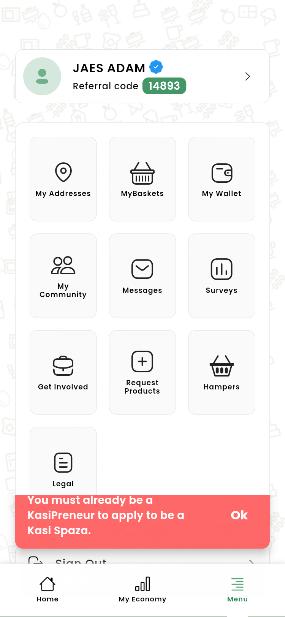 JAES ADAM
Referral code 14893
My Addresses
MyBaskets
My Wallet
My
Community
Messages
Surveys
Get Involved
Request
Products
Hampers
Legal
You must already be a
KasiPreneur to apply to be a
Kasi Spaza.
Ok
Sign Out
Home
My Economy
Menu